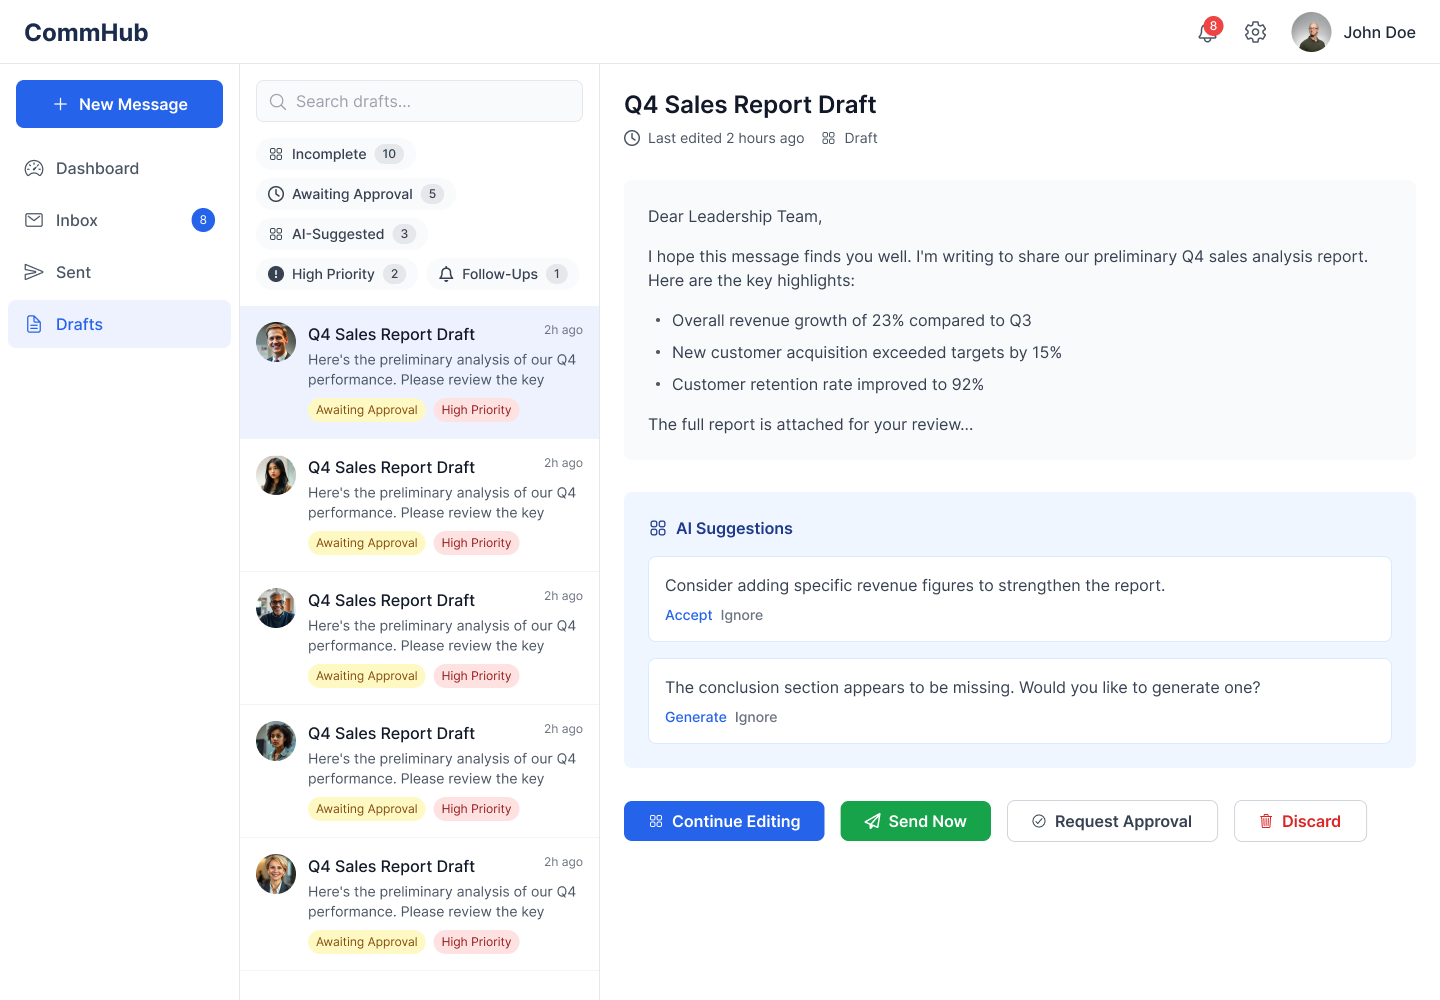 CommHub
8
John Doe
New Message
Dashboard
Inbox
8
Sent
Drafts
Search drafts...
Incomplete 10
Awaiting Approval 5
AI-Suggested 3
High Priority 2
Follow-Ups 1
Q4 Sales Report Draft
2h ago
Here's the preliminary analysis of our Q4
performance. Please review the key
Awaiting Approval
High Priority
Q4 Sales Report Draft
2h ago
Here's the preliminary analysis of our Q4
performance. Please review the key
Awaiting Approval
High Priority
Q4 Sales Report Draft
2h ago
Here's the preliminary analysis of our Q4
performance. Please review the key
Awaiting Approval
High Priority
Q4 Sales Report Draft
2h ago
Here's the preliminary analysis of our Q4
performance. Please review the key
Awaiting Approval
High Priority
Q4 Sales Report Draft
2h ago
Here's the preliminary analysis of our Q4
performance. Please review the key
Awaiting Approval
High Priority
Q4 Sales Report Draft
Last edited 2 hours ago
Draft
Dear Leadership Team,
I hope this message finds you well. I'm writing to share our preliminary Q4 sales analysis report.
Here are the key highlights:
• Overall revenue growth of 23% compared to Q3
• New customer acquisition exceeded targets by 15%
• Customer retention rate improved to 92%
The full report is attached for your review...
AI Suggestions
Consider adding specific revenue figures to strengthen the report.
Accept Ignore
The conclusion section appears to be missing. Would you like to generate one?
Generate Ignore
Continue Editing
Send Now
Request Approval
Discard